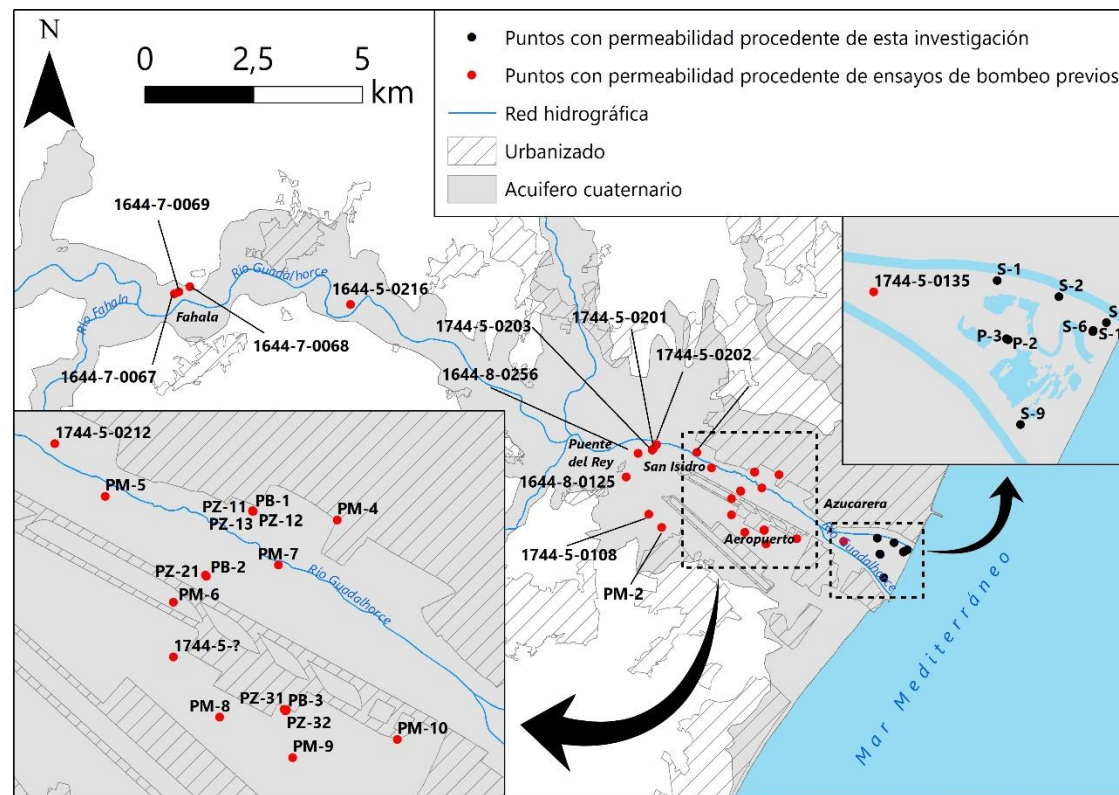 N
0 2,5 5
km
Puntos con permeabilidad procedente de esta investigación
Puntos con permeabilidad procedente de ensayos de bombeo previos
Red hidrográfica
Urbanizado
Acuifero cuaternario
1644-7-0069
Río Guadalhorce
1644-5-0216
Río Fahala
Fahala
1644-7-0068
1644-7-0067
1744-5-0203
1744-5-0201
1744-5-0202
1644-8-0256
Puente
del Rey
San Isidro
1644-8-0125
1744-5-0108
PM-2
Aeropuerto
Azucarera
Río Guadalhorce
Mar Mediterráneo
1744-5-0135
S-1
S-2
S-6
S-1
P-3
P-2
S-9
1744-5-0212
PM-5
PZ-11
PB-1
PZ-13
PZ-12
PM-4
PM-7
Río Guadalhorce
PZ-21
PB-2
PM-6
1744-5-?
PM-8
PZ-31
PB-3
PZ-32
PM-9
PM-10